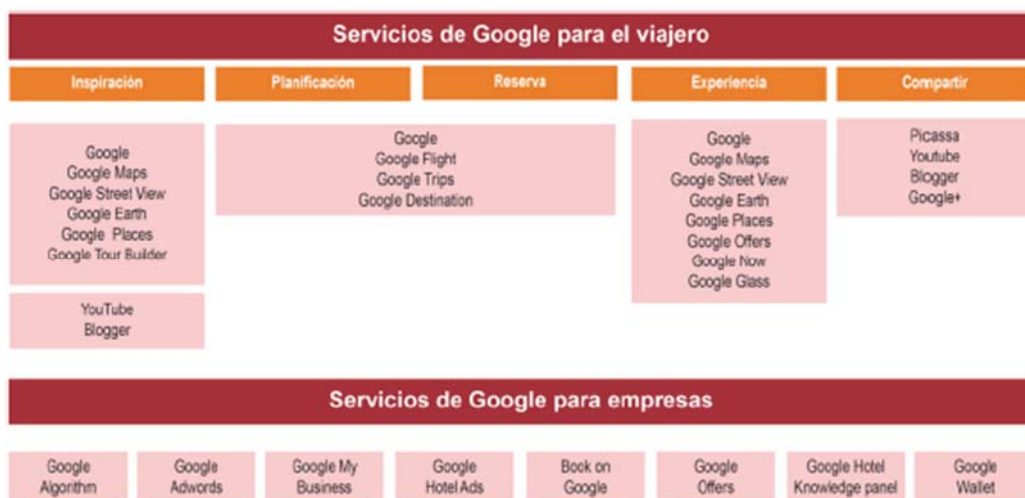 Servicios de Google para el viajero
Inspiración
Planificación
Reserva
Experiencia
Compartir
Google
Google Maps
Google Street View
Google Earth
Google Places
Google Tour Builder
YouTube
Blogger
Google
Google Flight
Google Trips
Google Destination
Google
Google Maps
Google Street View
Google Earth
Google Places
Google Offers
Google Now
Google Glass
Picassa
Youtube
Blogger
Google+
Servicios de Google para empresas
Google
Algorithm
Google
Adwords
Google My
Business
Google
Hotel Ads
Book on
Google
Google
Offers
Google Hotel
Knowledge panel
Google
Wallet